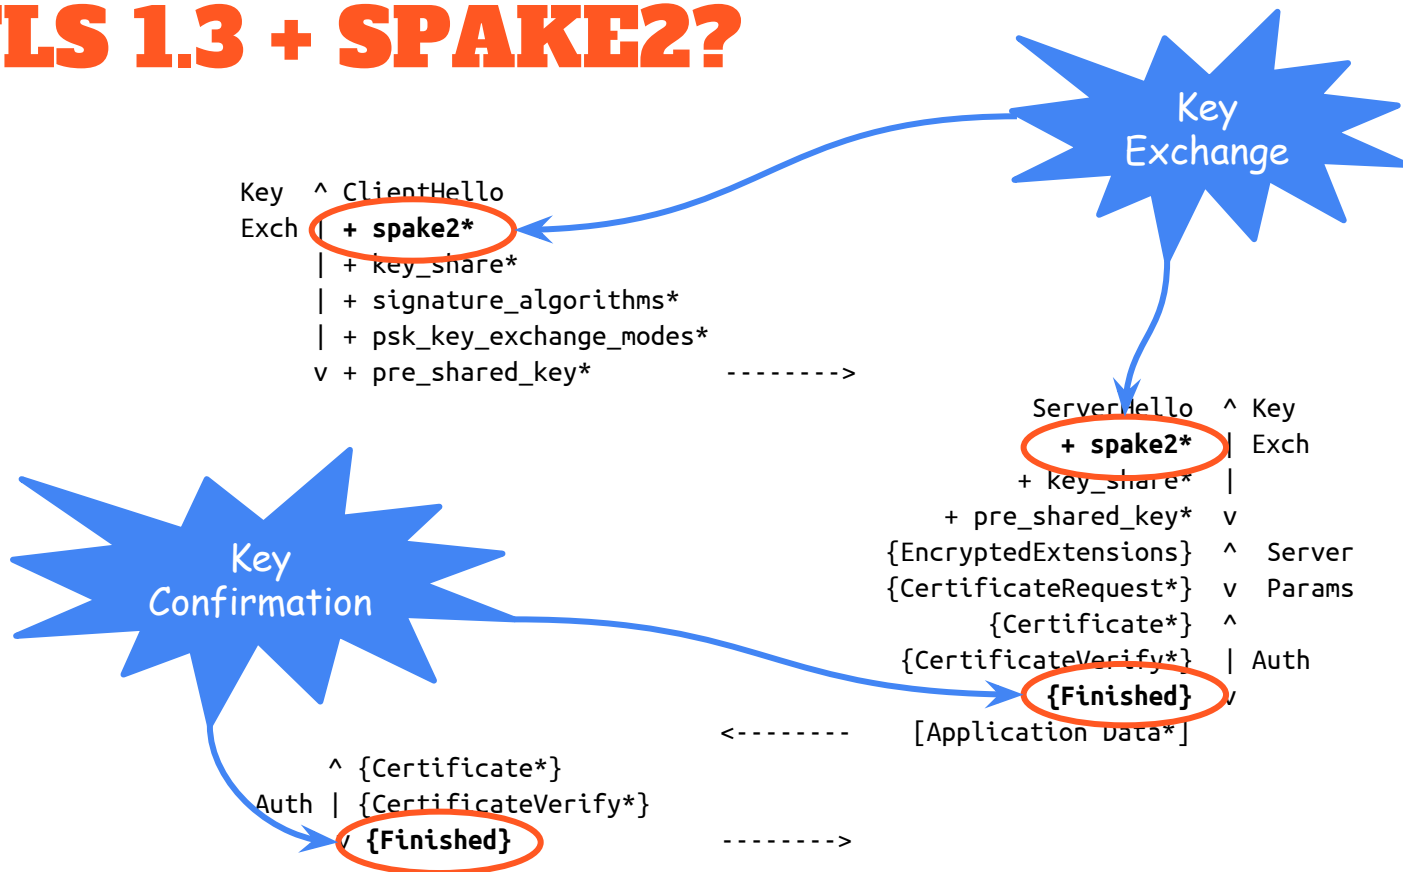 TLS 1.3 + SPAKE2?
Key
Exchange
Key ^ ClientHello
Exch | + spake2*
| + key_share*
| + signature_algorithms*
| + psk_key_exchange_modes*
v + pre_shared_key* -------->
ServerHello ^ Key
+ spake2* | Exch
+ key_share* |
+ pre_shared_key* v
{EncryptedExtensions} ^ Server
{CertificateRequest*} v Params
{Certificate*} ^
{CertificateVerify*} | Auth
{Finished} v
<-------- [Application Data*]
Key
Confirmation
^ {Certificate*}
Auth | {CertificateVerify*}
v {Finished} -------->